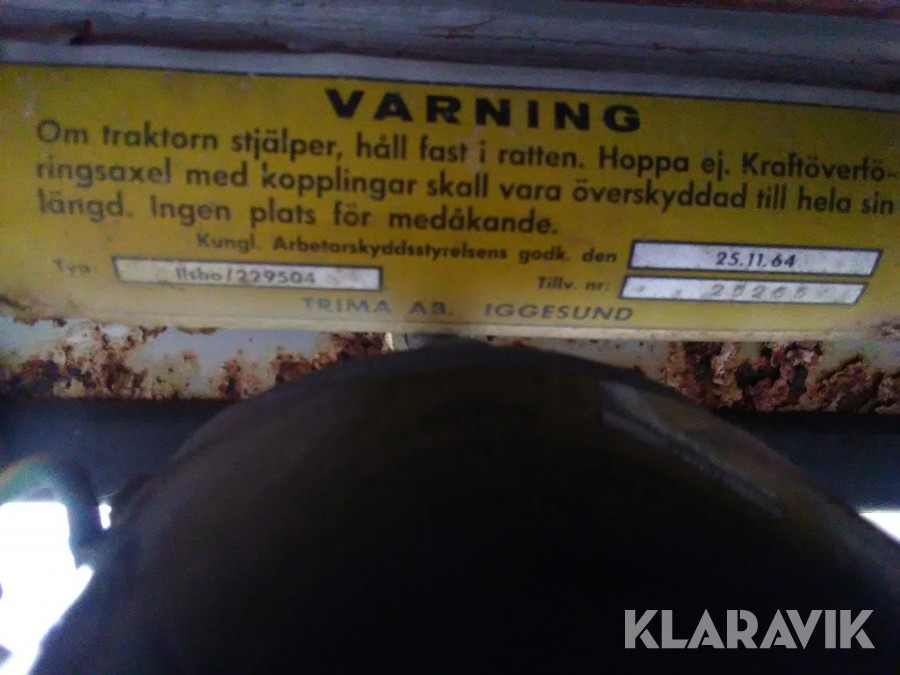 VARNING
Om traktorn stjälper, håll fast i ratten. Hoppa ej. Kraftöverfö-
ringsaxel med kopplingar skall vara överskyddad till hela sin
längd. Ingen plats för medåkande.
Kungl. Arbetarskyddsstyrelsens godk. den 25.11.64
Typ Ilsbo/229504 Tillv. nr:
TRIMA AB. IGGESUND
KLARAVIK